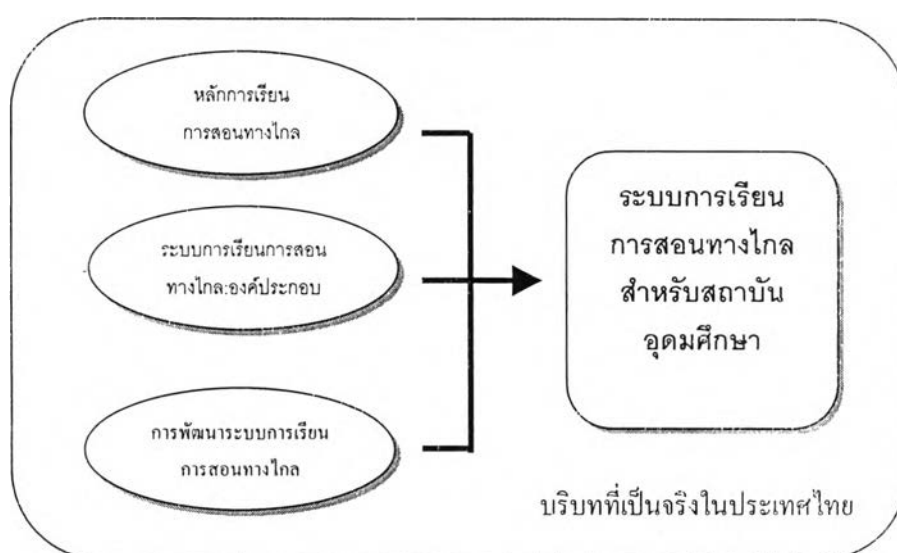 หลักการเรียน
การสอนทางไกล
ระบบการเรียนการสอน
ทางไกล:องค์ประกอบ
การพัฒนาระบบการเรียน
การสอนทางไกล
ระบบการเรียน
การสอนทางไกล
สำหรับสถาบัน
อุดมศึกษา
บริบทที่เป็นจริงในประเทศไทย